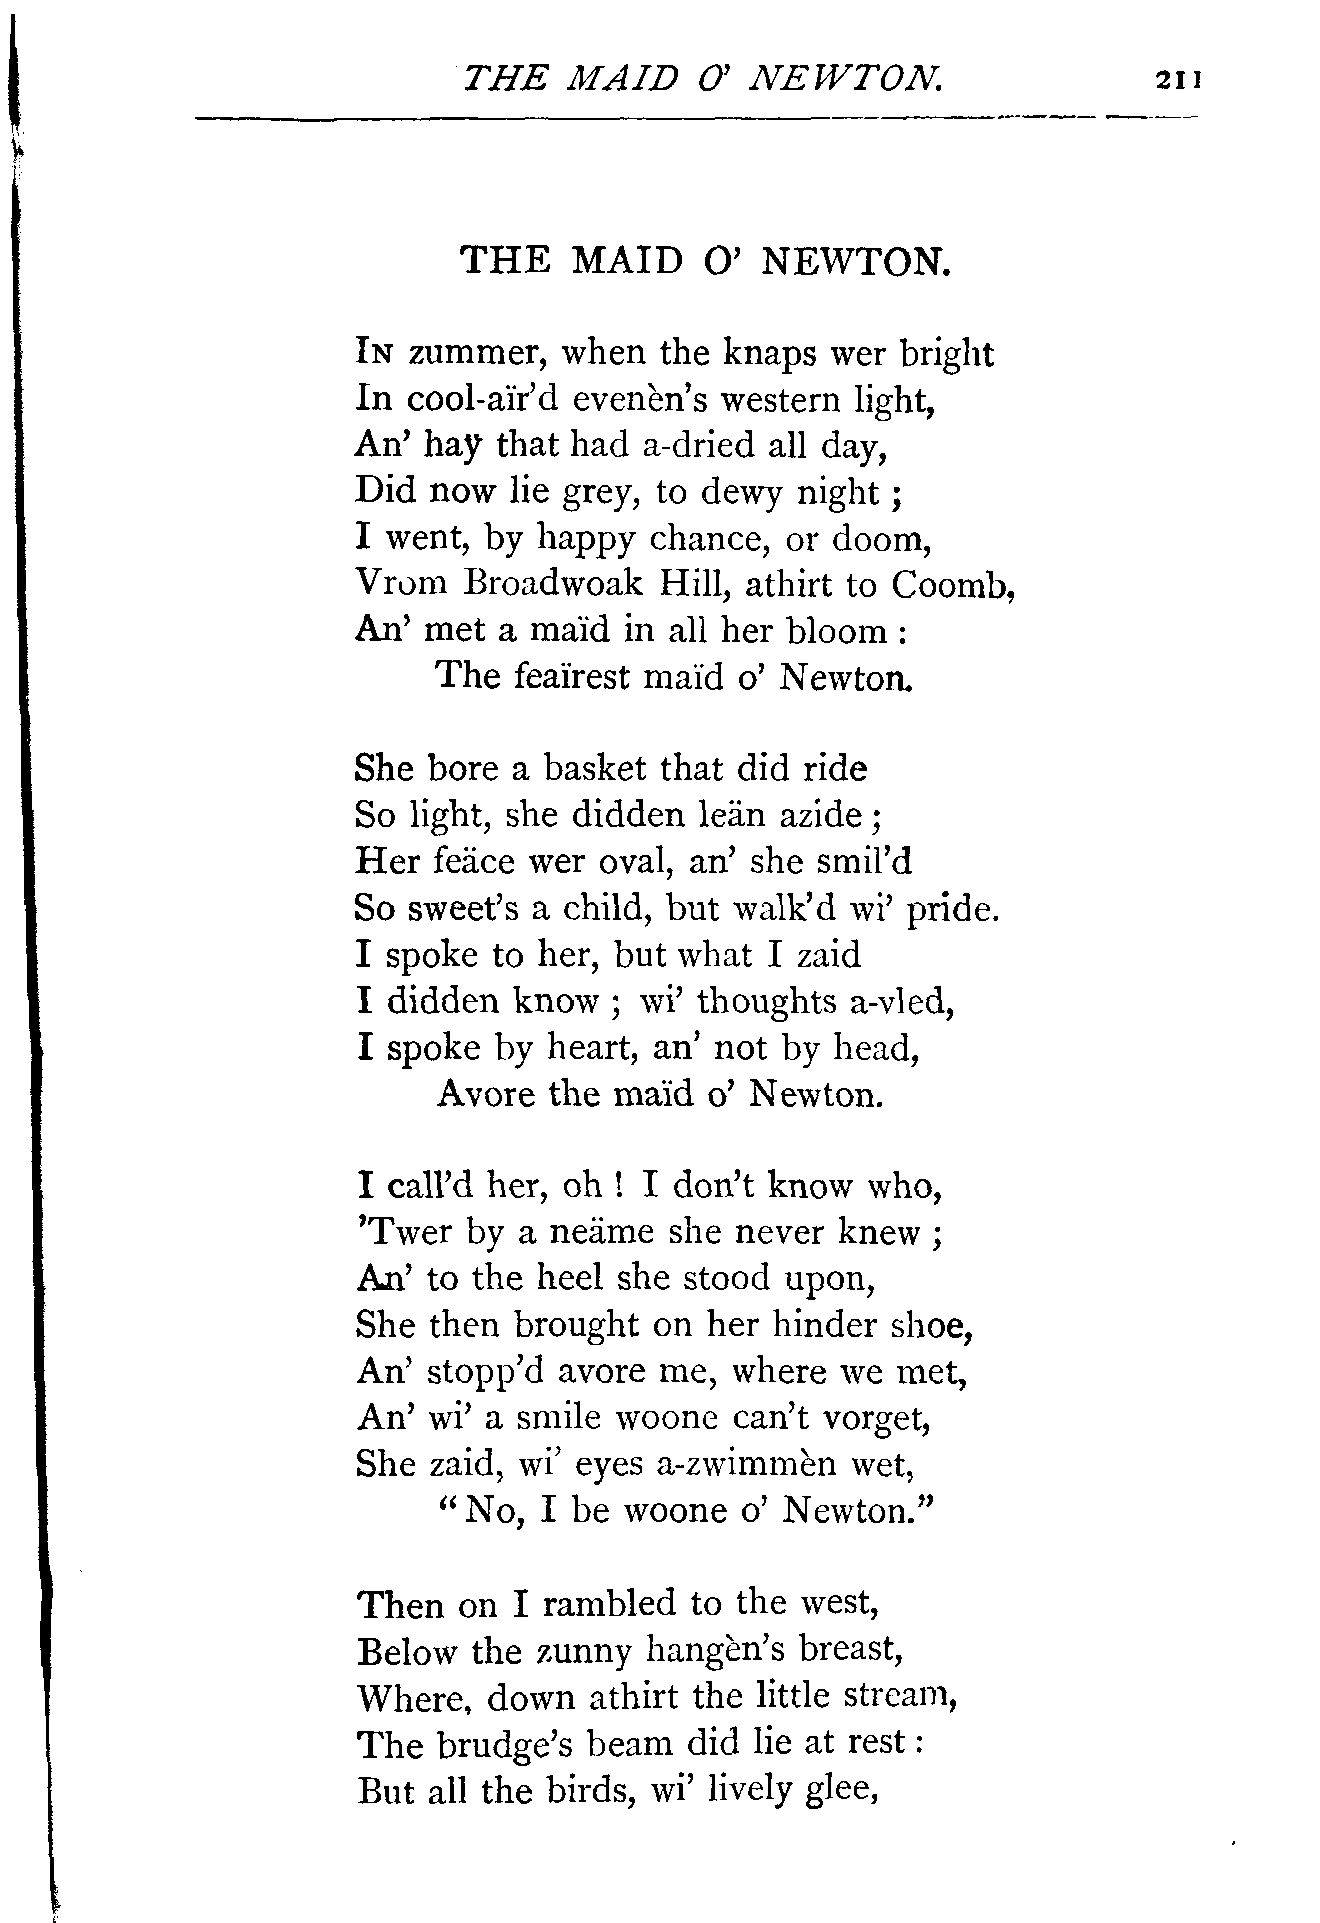 THE MAID O' NEWTON. 211
THE MAID O' NEWTON.
IN zummer, when the knaps wer bright
In cool-aïr'd evenèn's western light,
An' hay that had a-dried all day,
Did now lie grey, to dewy night ;
I went, by happy chance, or doom,
Vrom Broadwoak Hill, athirt to Coomb,
An' met a maïd in all her bloom :
The feaïrest maïd o' Newton.
She bore a basket that did ride
So light, she didden leän azide ;
Her feäce wer oval, an' she smil'd
So sweet's a child, but walk'd wi' pride.
I spoke to her, but what I zaid
I didden know ; wi' thoughts a-vled,
I spoke by heart, an' not by head,
Avore the maïd o' Newton.
I call'd her, oh ! I don't know who,
'Twer by a neäme she never knew ;
An' to the heel she stood upon,
She then brought on her hinder shoe,
An' stopp'd avore me, where we met,
An' wi' a smile woone can't vorget,
She zaid, wi' eyes a-zwimmèn wet,
“ No, I be woone o' Newton.”
Then on I rambled to the west,
Below the zunny hangèn's breast,
Where, down athirt the little stream,
The brudge's beam did lie at rest :
But all the birds, wi' lively glee,